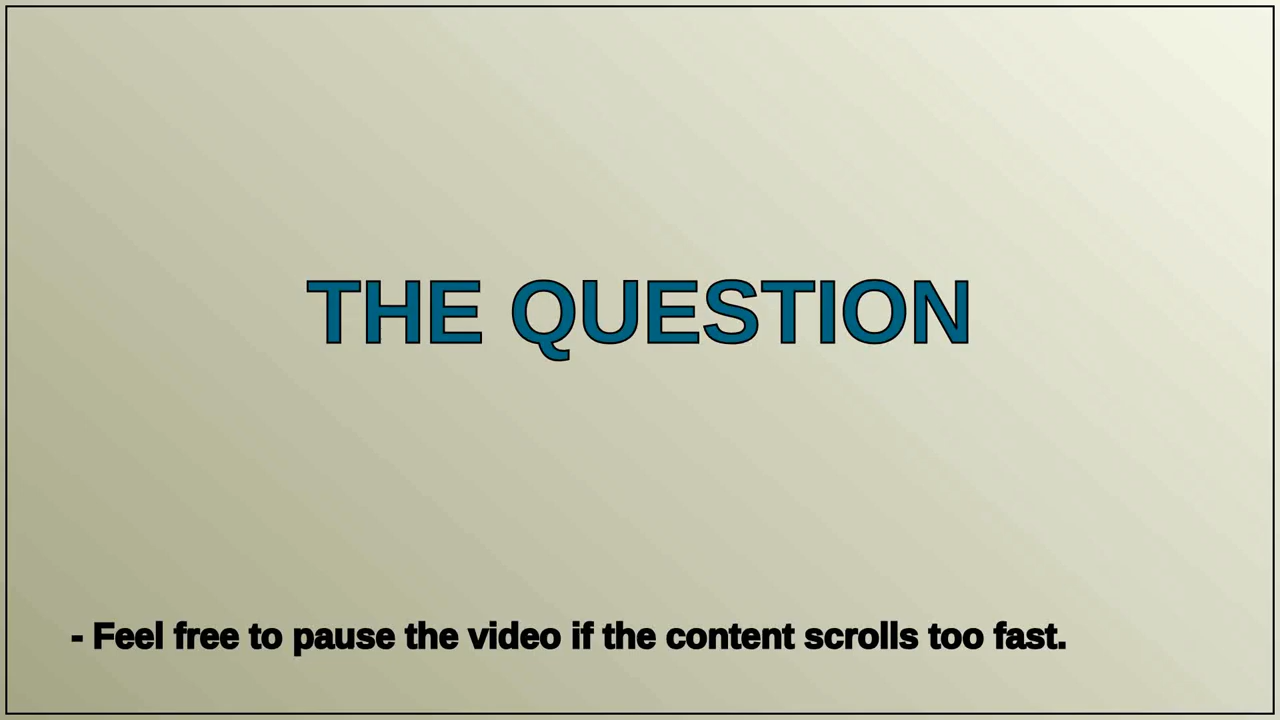 THE QUESTION
- Feel free to pause the video if the content scrolls too fast.